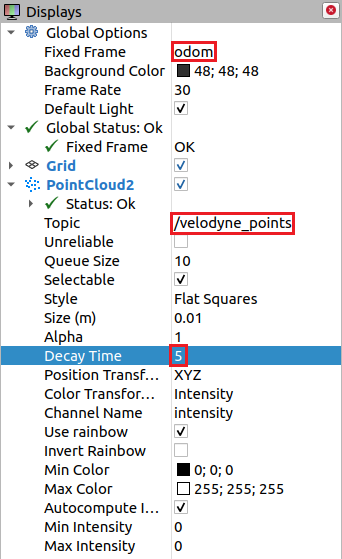 Displays
Global Options
Fixed Frame odom
Background Color 48; 48; 48
Frame Rate 30
Default Light
Global Status: Ok
Fixed Frame OK
Grid
PointCloud2
Status: Ok
Topic /velodyne_points
Unreliable
Queue Size 10
Selectable
Style Flat Squares
Size (m) 0.01
Alpha 1
Decay Time 5
Position Transf... XYZ
Color Transfor... Intensity
Channel Name intensity
Use rainbow
Invert Rainbow
Min Color 0; 0; 0
Max Color 255; 255; 255
Autocompute I...
Min Intensity 0
Max Intensity 0